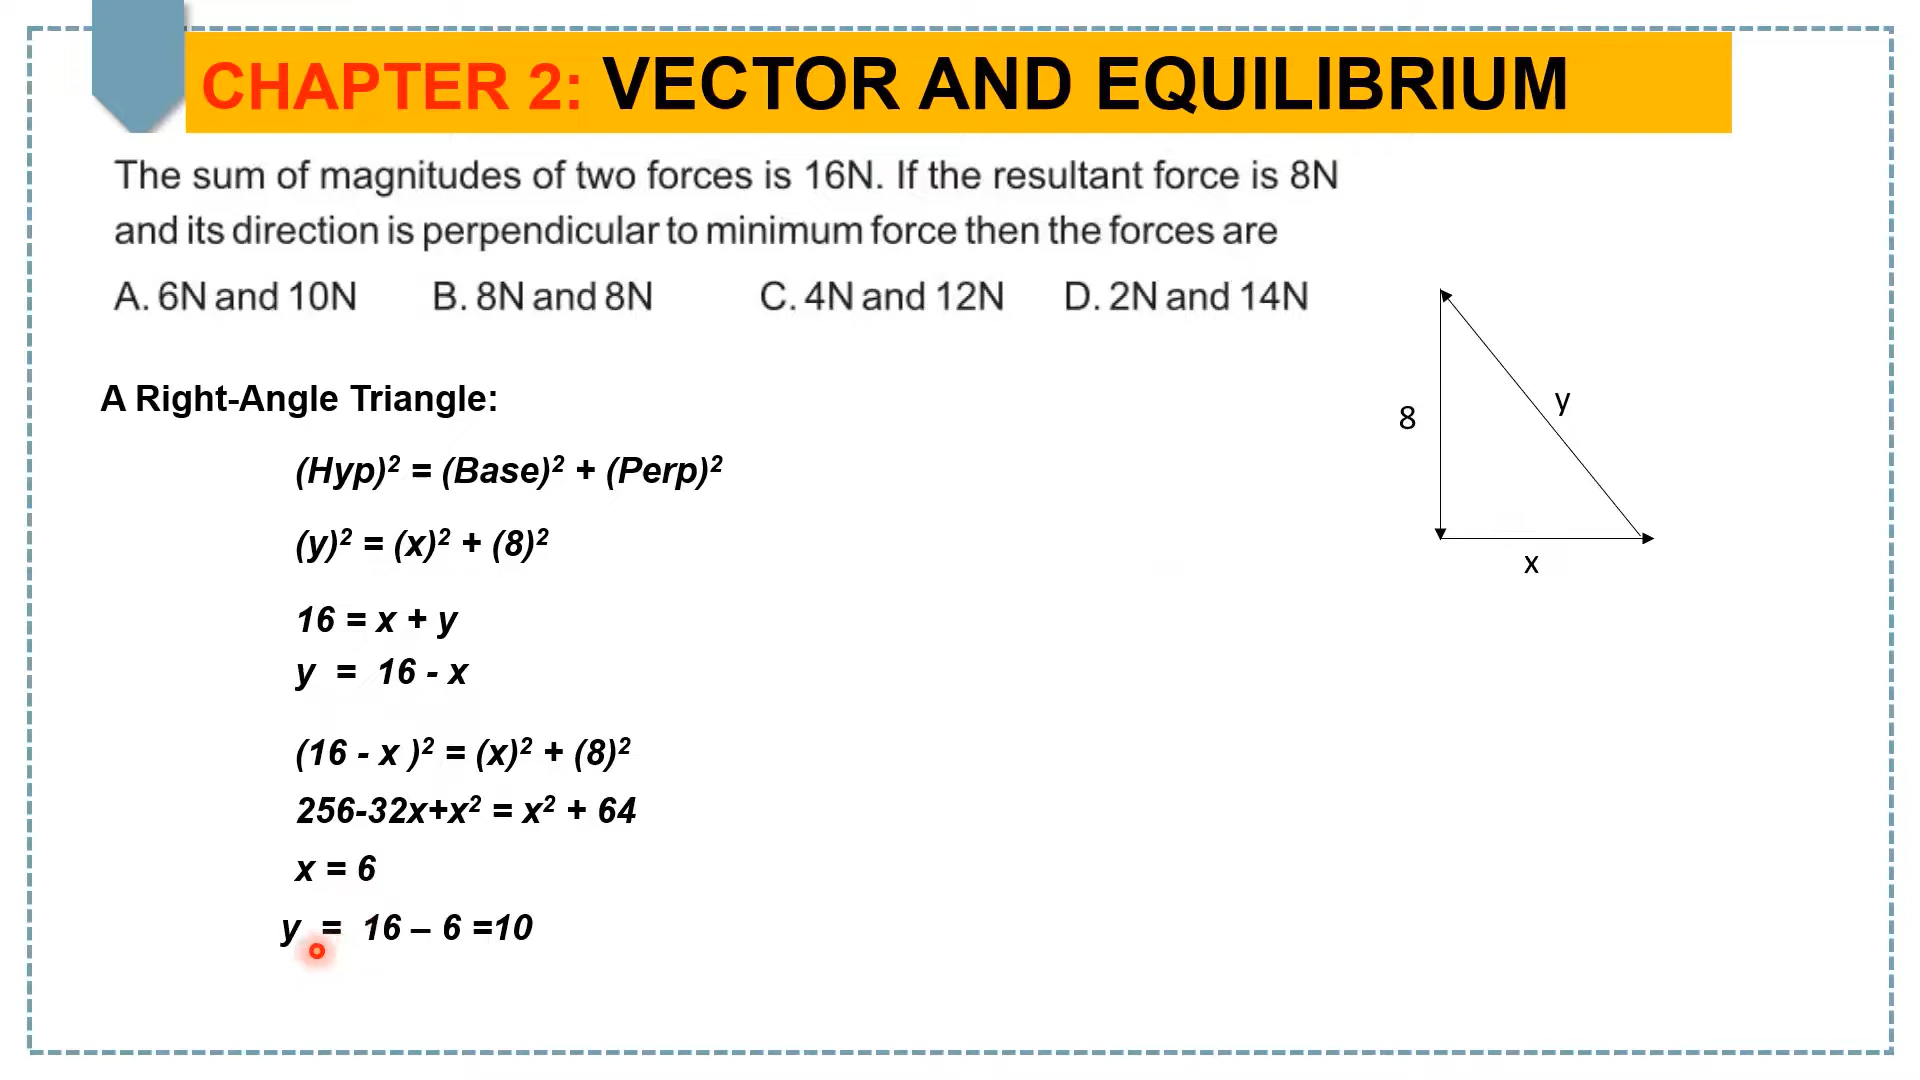 CHAPTER 2: VECTOR AND EQUILIBRIUM
The sum of magnitudes of two forces is 16N. If the resultant force is 8N
and its direction is perpendicular to minimum force then the forces are
A. 6N and 10N B. 8N and 8N C. 4N and 12N D. 2N and 14N
A Right-Angle Triangle:
(Hyp)² = (Base)² + (Perp)²
(y)² = (x)² + (8)²
16 = x + y
y = 16 - x
(16 - x )² = (x)² + (8)²
256-32x+x² = x² + 64
x = 6
y = 16 – 6 =10
8
y
x